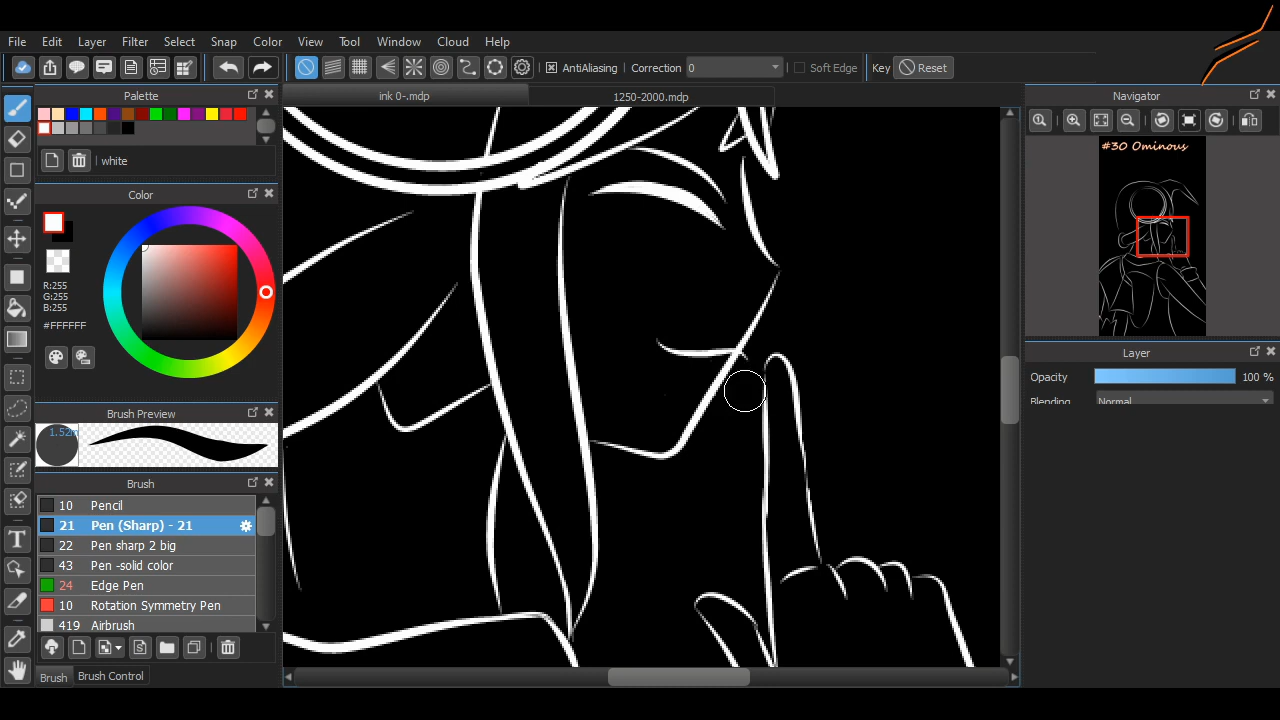 File Edit Layer Filter Select Snap Color View Tool Window Cloud Help
AntiAliasing Correction 0 Soft Edge Key Reset
Palette
ink 0-.mdp 1250-2000.mdp
Navigator
white
#30 Ominous
Color
R:255
G:255
B:255
#FFFFFF
Layer
Opacity 100 %
Blending Normal
Brush Preview
1.52m
Brush
10 Pencil
21 Pen (Sharp) - 21
22 Pen sharp 2 big
43 Pen -solid color
24 Edge Pen
10 Rotation Symmetry Pen
419 Airbrush
Brush Brush Control